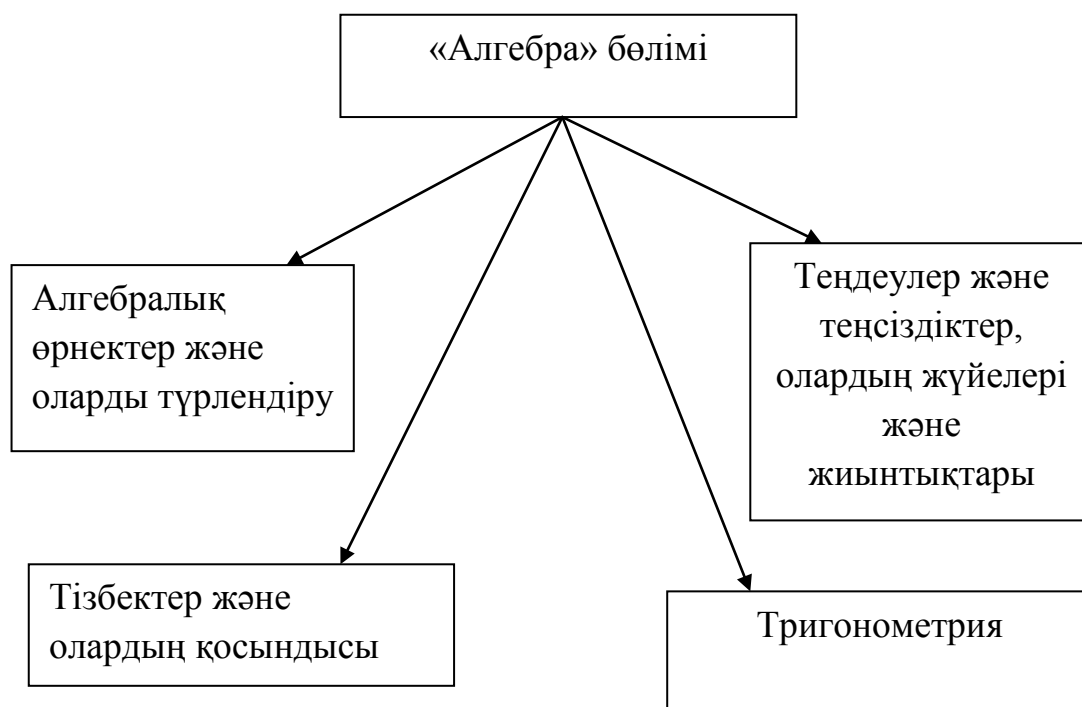 «Алгебра» бөлімі
Алгебралық
өрнектер және
оларды түрлендіру
Теңдеулер және
теңсіздіктер,
олардың жүйелері
және
жиынтықтары
Тізбектер және
олардың қосындысы
Тригонометрия